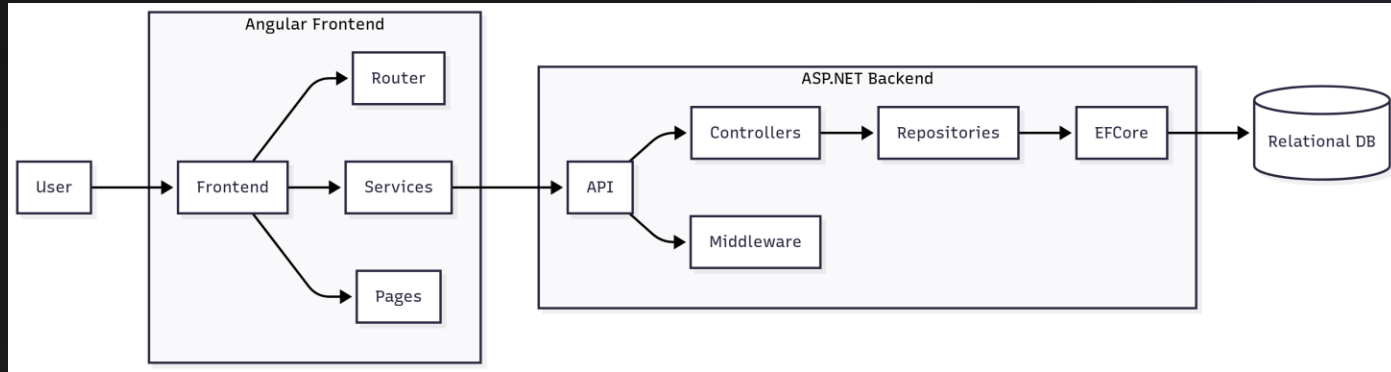 Angular Frontend
Router
User
Frontend
Services
Pages
ASP.NET Backend
Controllers
Repositories
EFCore
API
Middleware
Relational DB